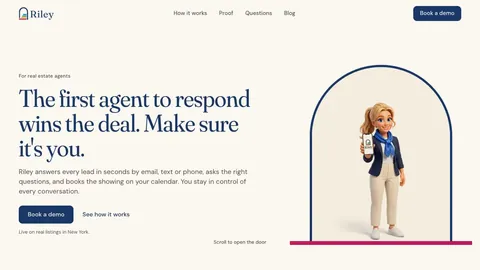 Riley
How it works
Proof
Questions
Blog
Book a demo
For real estate agents
The first agent to respond
wins the deal. Make sure
it's you.
Riley answers every lead in seconds by email, text or phone, asks the right
questions, and books the showing on your calendar. You stay in control of
every conversation.
Book a demo
See how it works
Live on real listings in New York.
Scroll to open the door